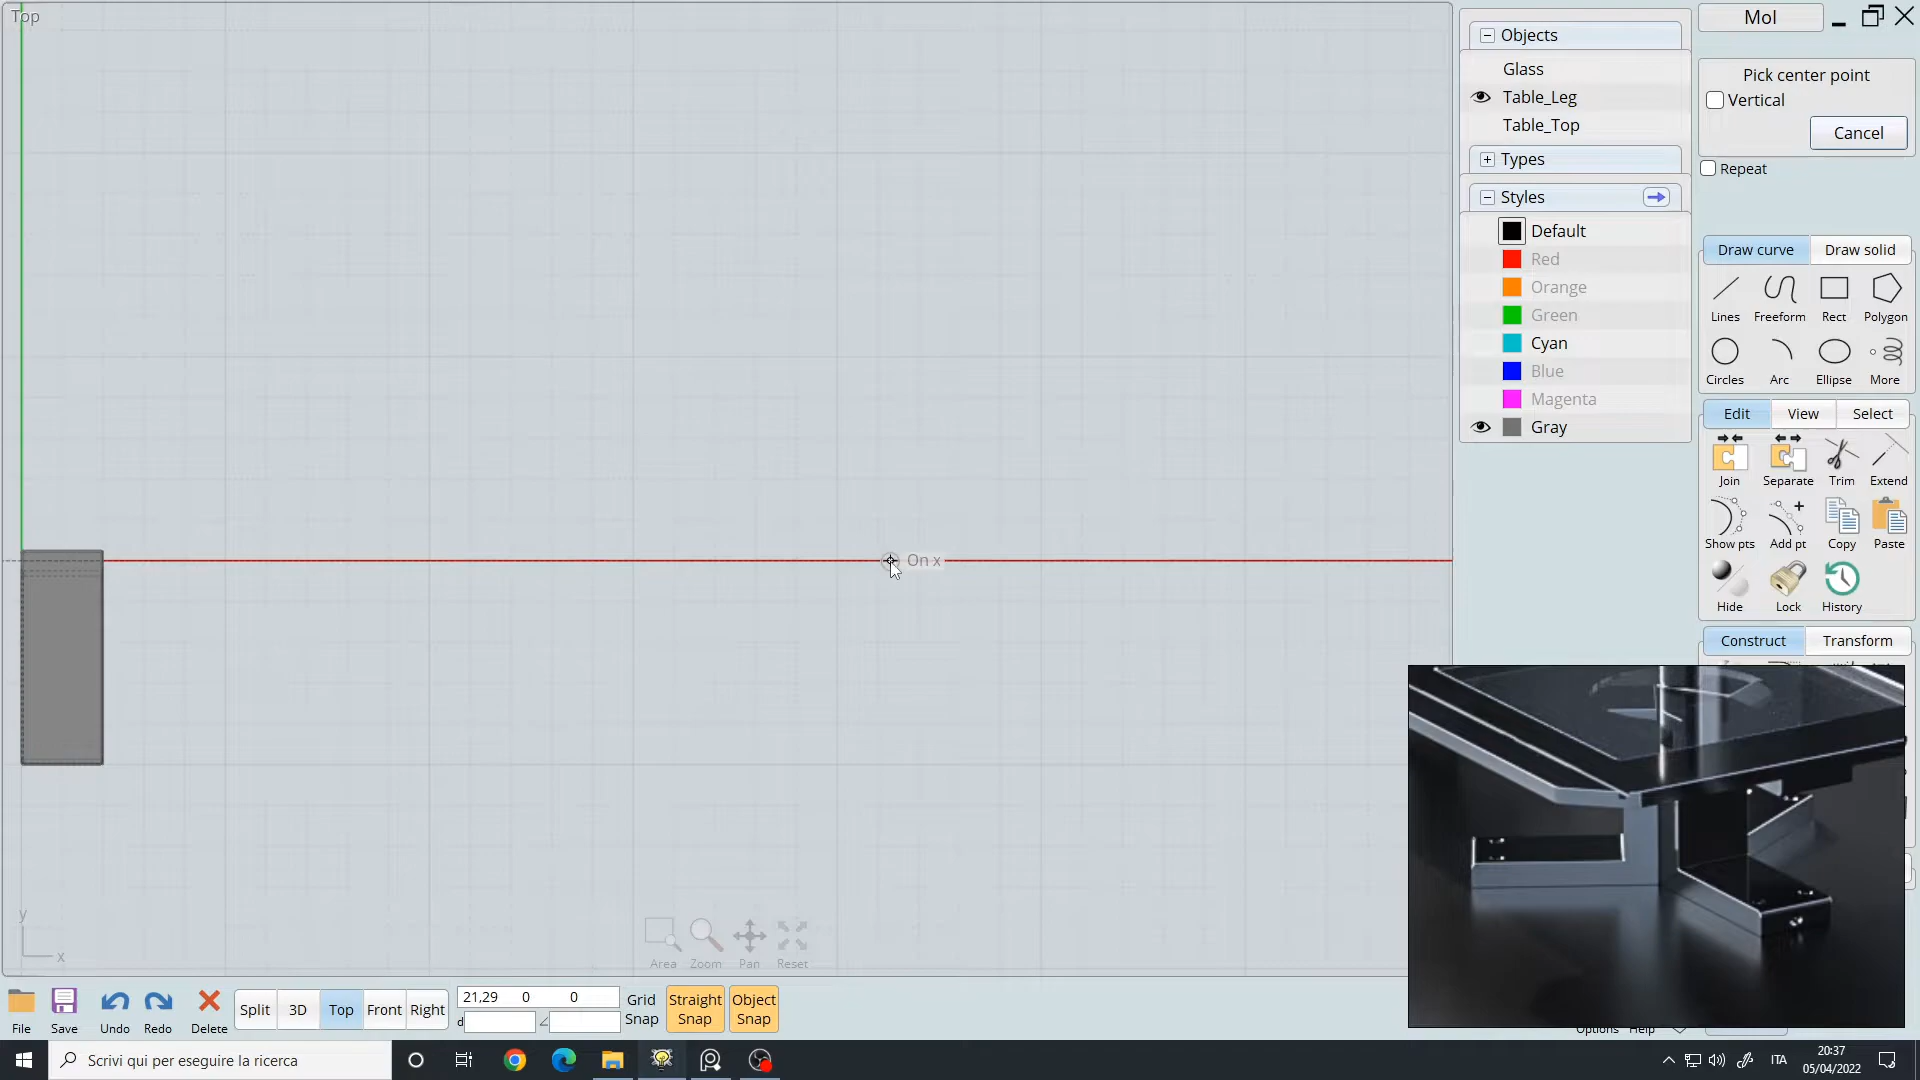 Top
MoI
Objects
Glass
Table_Leg
Table_Top
Types
Styles
Default
Red
Orange
Green
Cyan
Blue
Magenta
Gray
Pick center point
Vertical
Cancel
Repeat
Draw curve Draw solid
Lines Freeform Rect Polygon
Circles Arc Ellipse More
Edit View Select
Join Separate Trim Extend
Show pts Add pt Copy Paste
Hide Lock History
Construct Transform
On x
y
x
Area Zoom Pan Reset
File Save Undo Redo Delete
Split 3D Top Front Right
21,29 0 0
d
Grid
Snap
Straight
Snap
Object
Snap
Options Help
Scrivi qui per eseguire la ricerca
ITA
20:37
05/04/2022